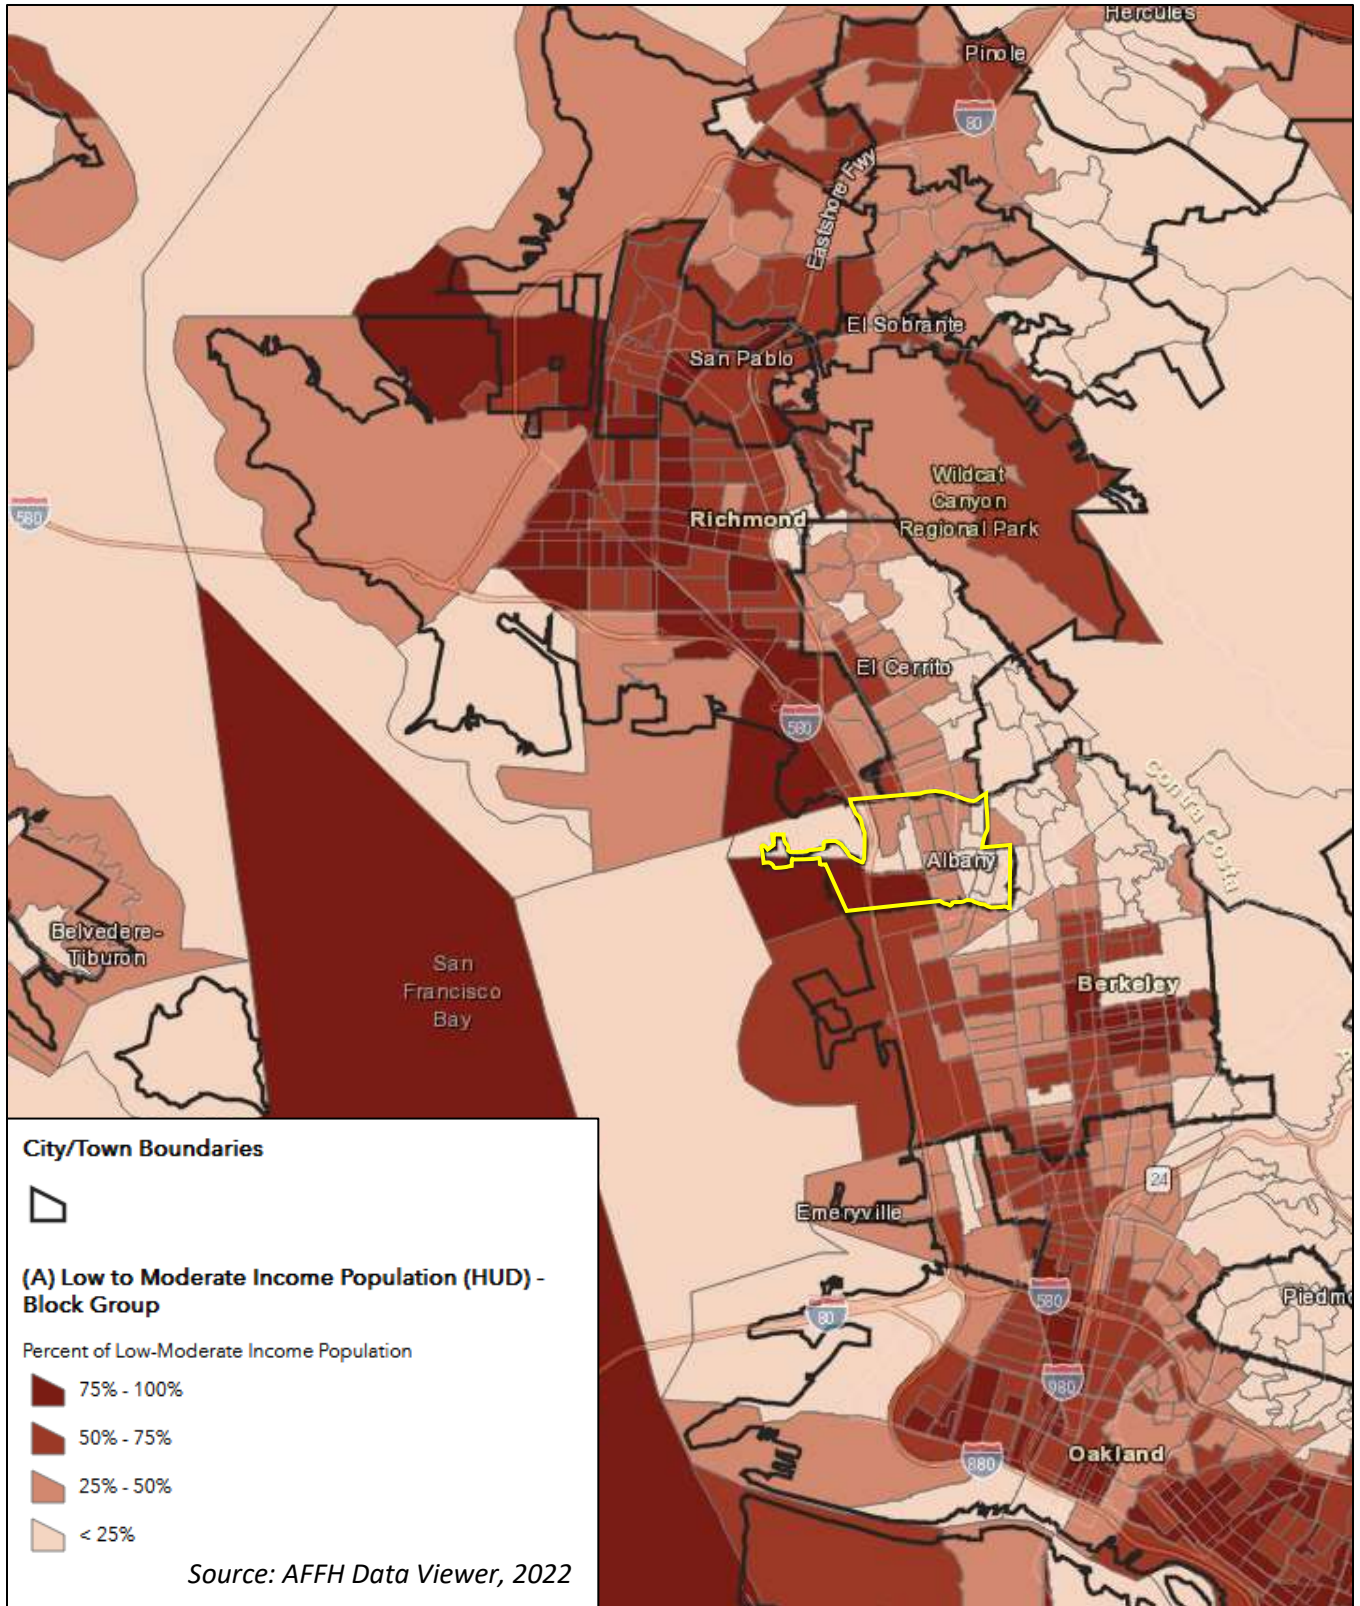 Hercules
Pinole
80
Eastshore Fwy
El Sobrante
San Pablo
Wildcat
Canyon
Regional Park
580
Richmond
El Cerrito
580
Contra Costa
Albany
Belvedere-
Tiburon
San
Francisco
Bay
Berkeley
24
Emeryville
580
Piedm
80
980
Oakland
880
City/Town Boundaries
(A) Low to Moderate Income Population (HUD) -
Block Group
Percent of Low-Moderate Income Population
75% - 100%
50% - 75%
25% - 50%
< 25%
Source: AFFH Data Viewer, 2022